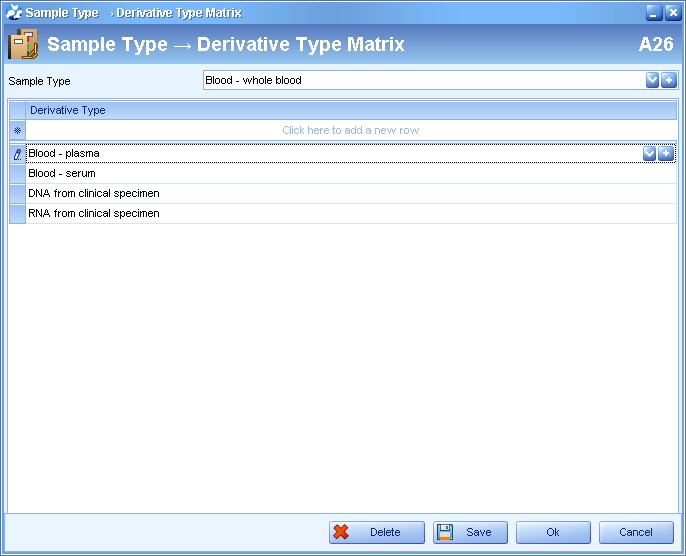 Sample Type → Derivative Type Matrix
Sample Type → Derivative Type Matrix A26
Sample Type Blood - whole blood
Derivative Type
Click here to add a new row
Blood - plasma
Blood - serum
DNA from clinical specimen
RNA from clinical specimen
Delete Save Ok Cancel